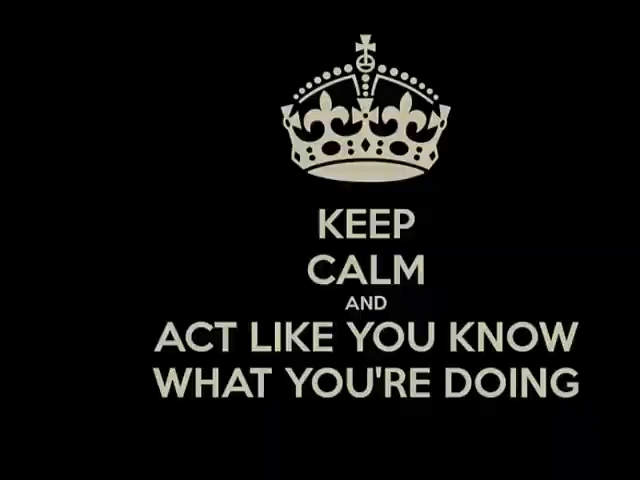 KEEP
CALM
AND
ACT LIKE YOU KNOW
WHAT YOU'RE DOING